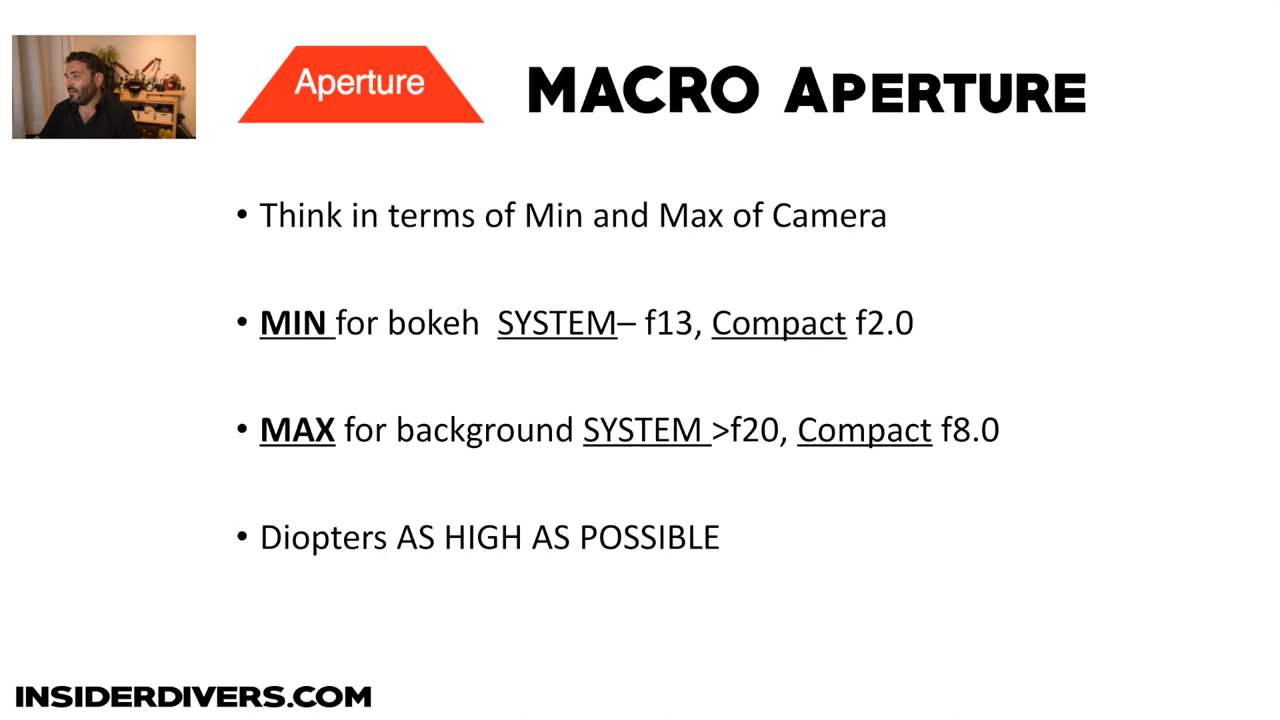 Aperture
MACRO APERTURE
• Think in terms of Min and Max of Camera
• MIN for bokeh SYSTEM– f13, Compact f2.0
• MAX for background SYSTEM >f20, Compact f8.0
• Diopters AS HIGH AS POSSIBLE
INSIDERDIVERS.COM